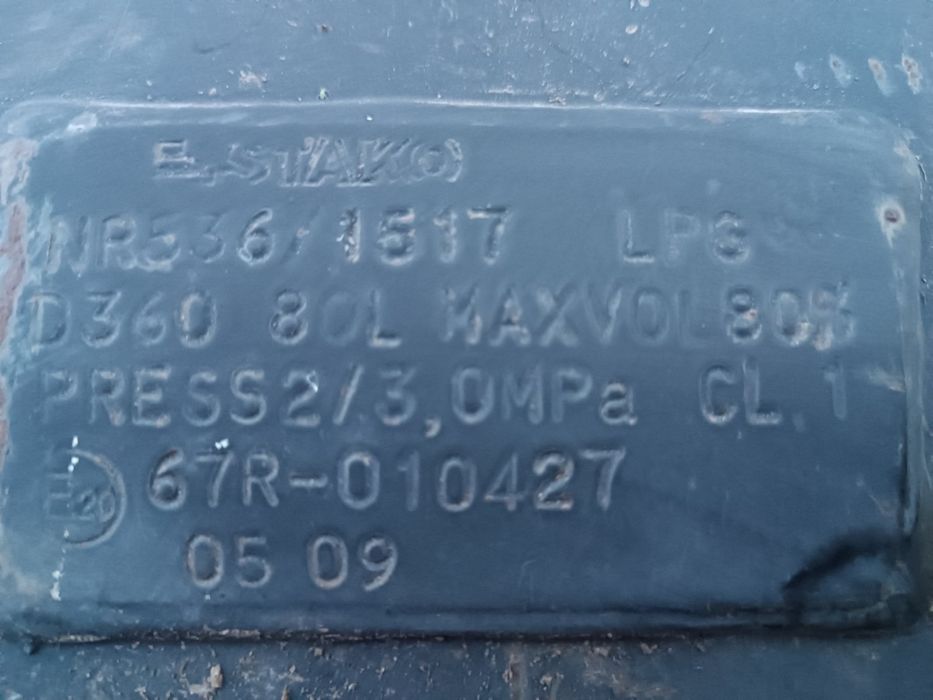 STAKO
NR536/1517 LPG
D360 80L MAXVOL80%
PRESS2/3,0MPa CL.1
E20 67R-010427
05 09